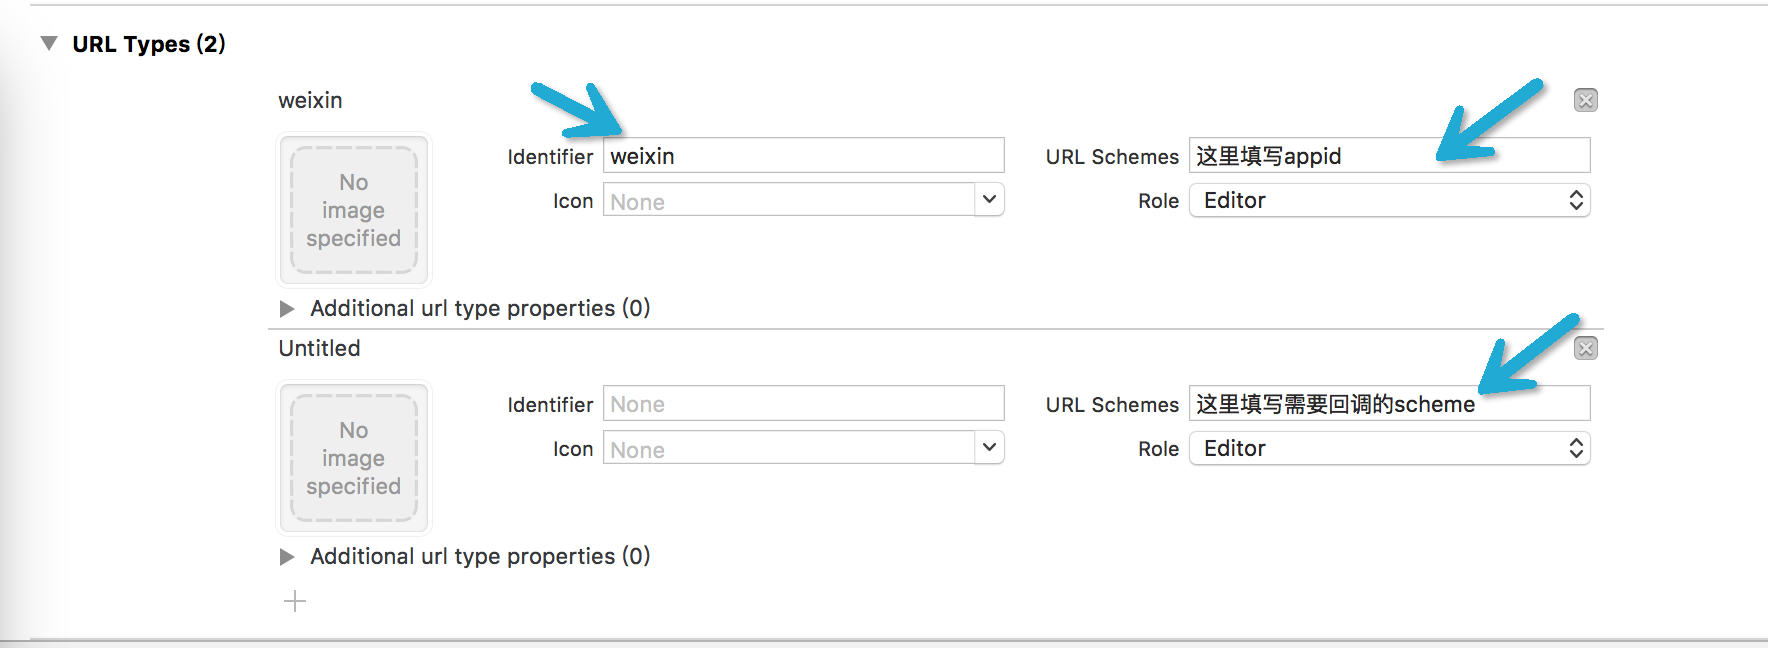 URL Types (2)
weixin
No
image
specified
Identifier weixin
URL Schemes 这里填写appid
Icon None
Role Editor
Additional url type properties (0)
Untitled
No
image
specified
Identifier None
URL Schemes 这里填写需要回调的scheme
Icon None
Role Editor
Additional url type properties (0)